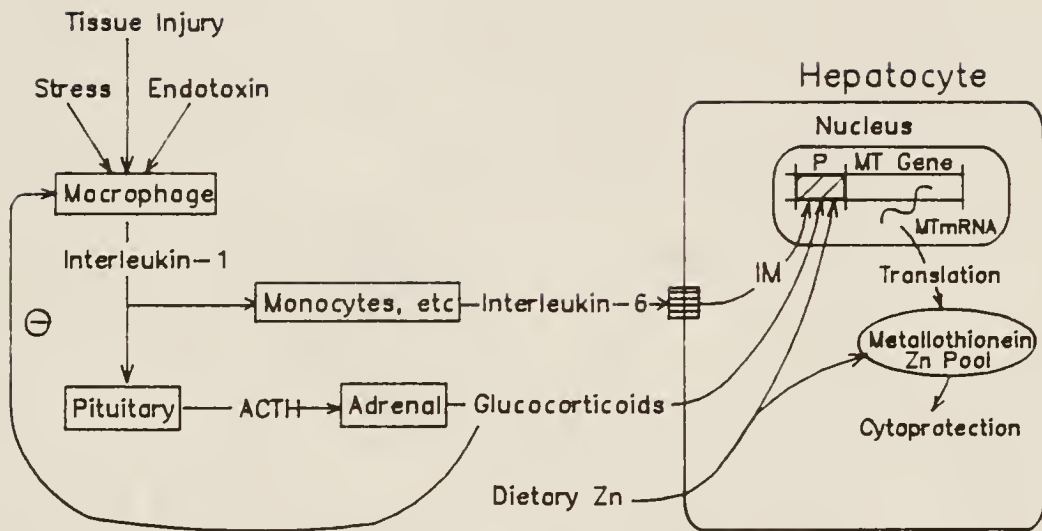 Tissue Injury
Stress Endotoxin
Macrophage
Interleukin-1
Monocytes, etc
Interleukin-6
Pituitary
ACTH
Adrenal
Glucocorticoids
Dietary Zn
Hepatocyte
Nucleus
P MT Gene
MTmRNA
IM
Translation
Metallothionein
Zn Pool
Cytoprotection